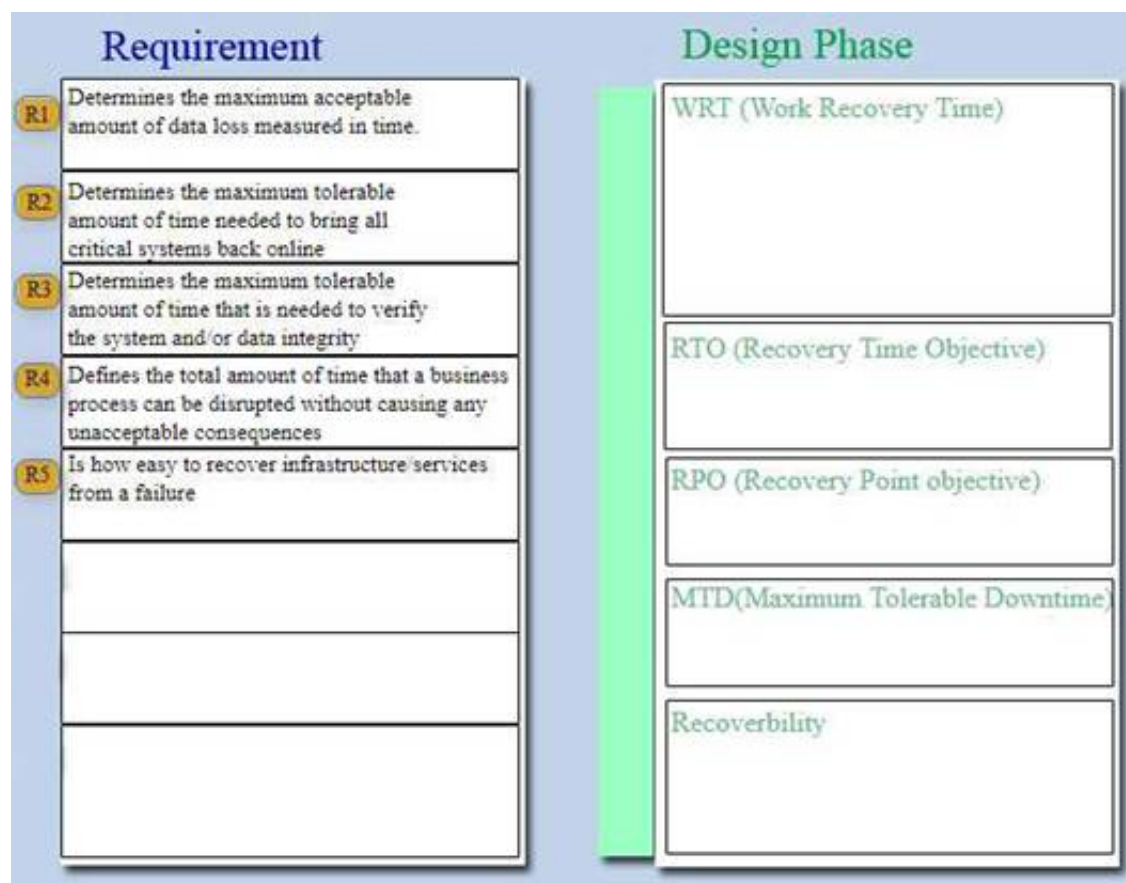 Requirement
R1
Determines the maximum acceptable
amount of data loss measured in time.
R2
Determines the maximum tolerable
amount of time needed to bring all
critical systems back online
R3
Determines the maximum tolerable
amount of time that is needed to verify
the system and/or data integrity
R4
Defines the total amount of time that a business
process can be disrupted without causing any
unacceptable consequences
R5
Is how easy to recover infrastructure/services
from a failure
Design Phase
WRT (Work Recovery Time)
RTO (Recovery Time Objective)
RPO (Recovery Point objective)
MTD(Maximum Tolerable Downtime)
Recoverbility